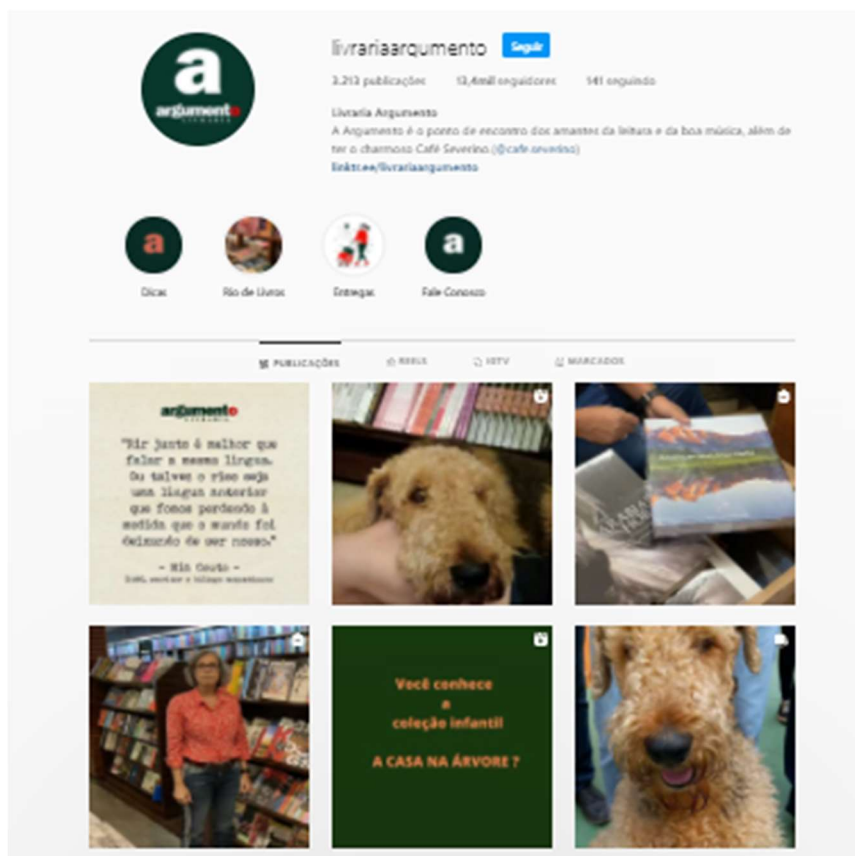 a
argumento
LIVRARIA
livrariaargumento Seguir
3.213 publicações 13,4mil seguidores 141 seguindo
Livraria Argumento
A Argumento é o ponto de encontro dos amantes da leitura e da boa música, além de
ter o charmoso Café Severino (@cafe.severino)
linktr.ee/livrariaargumento
a
a
Dicas Rio de Livros Entregas Fale Conosco
PUBLICAÇÕES REELS IGTV MARCADOS
argumento
LIVRARIA
"Rir junto é melhor que
falar a mesma língua.
Ou talvez o riso seja
uma língua anterior
que fomos perdendo à
medida que o mundo foi
deixando de ser nosso."
- Mia Couto -
escritor e biólogo
Você conhece
a
coleção infantil
A CASA NA ÁRVORE ?